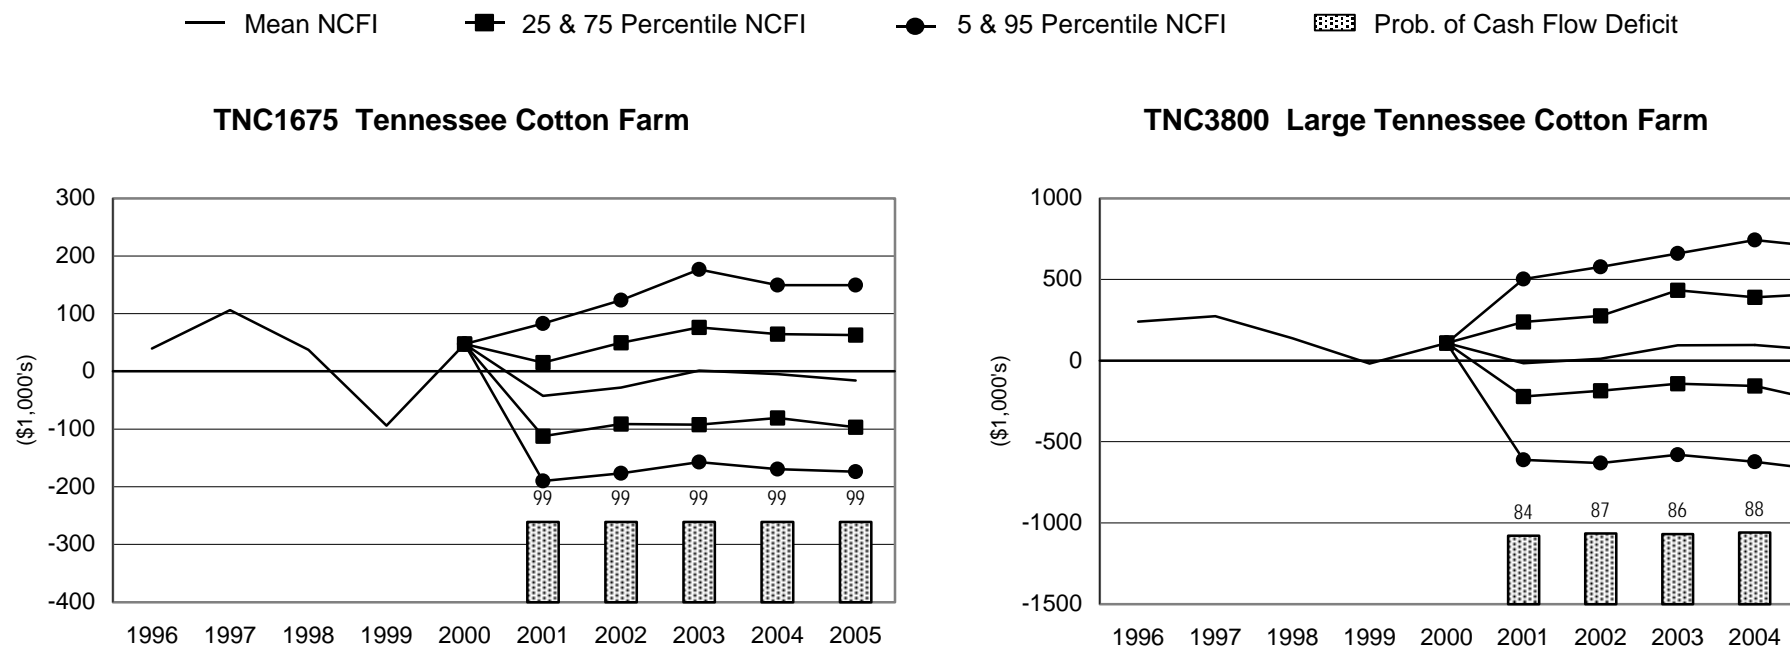 Mean NCFI 25 & 75 Percentile NCFI 5 & 95 Percentile NCFI Prob. of Cash Flow Deficit
TNC1675 Tennessee Cotton Farm
300
200
100
0
-100
-200
-300
-400
($1,000's)
99 99 99 99 99
1996 1997 1998 1999 2000 2001 2002 2003 2004 2005
TNC3800 Large Tennessee Cotton Farm
1000
500
0
-500
-1000
-1500
($1,000's)
84 87 86 88
1996 1997 1998 1999 2000 2001 2002 2003 2004